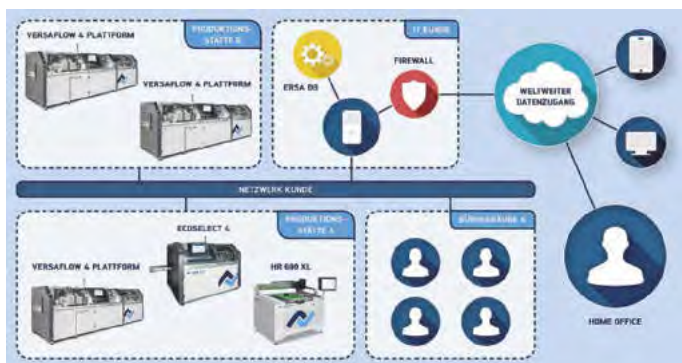 VERSAFLOW 4 PLATTFORM
PRODUKTIONS-
STÄTTE B
VERSAFLOW 4 PLATTFORM
IT KUNDE
ERSA DB
FIREWALL
WELTWEITER
DATENZUGANG
NETZWERK KUNDE
ECOSELECT 4
PRODUKTIONS-
STÄTTE A
VERSAFLOW 4 PLATTFORM
HR 600 XL
BÜROGEBÄUDE A
HOME OFFICE